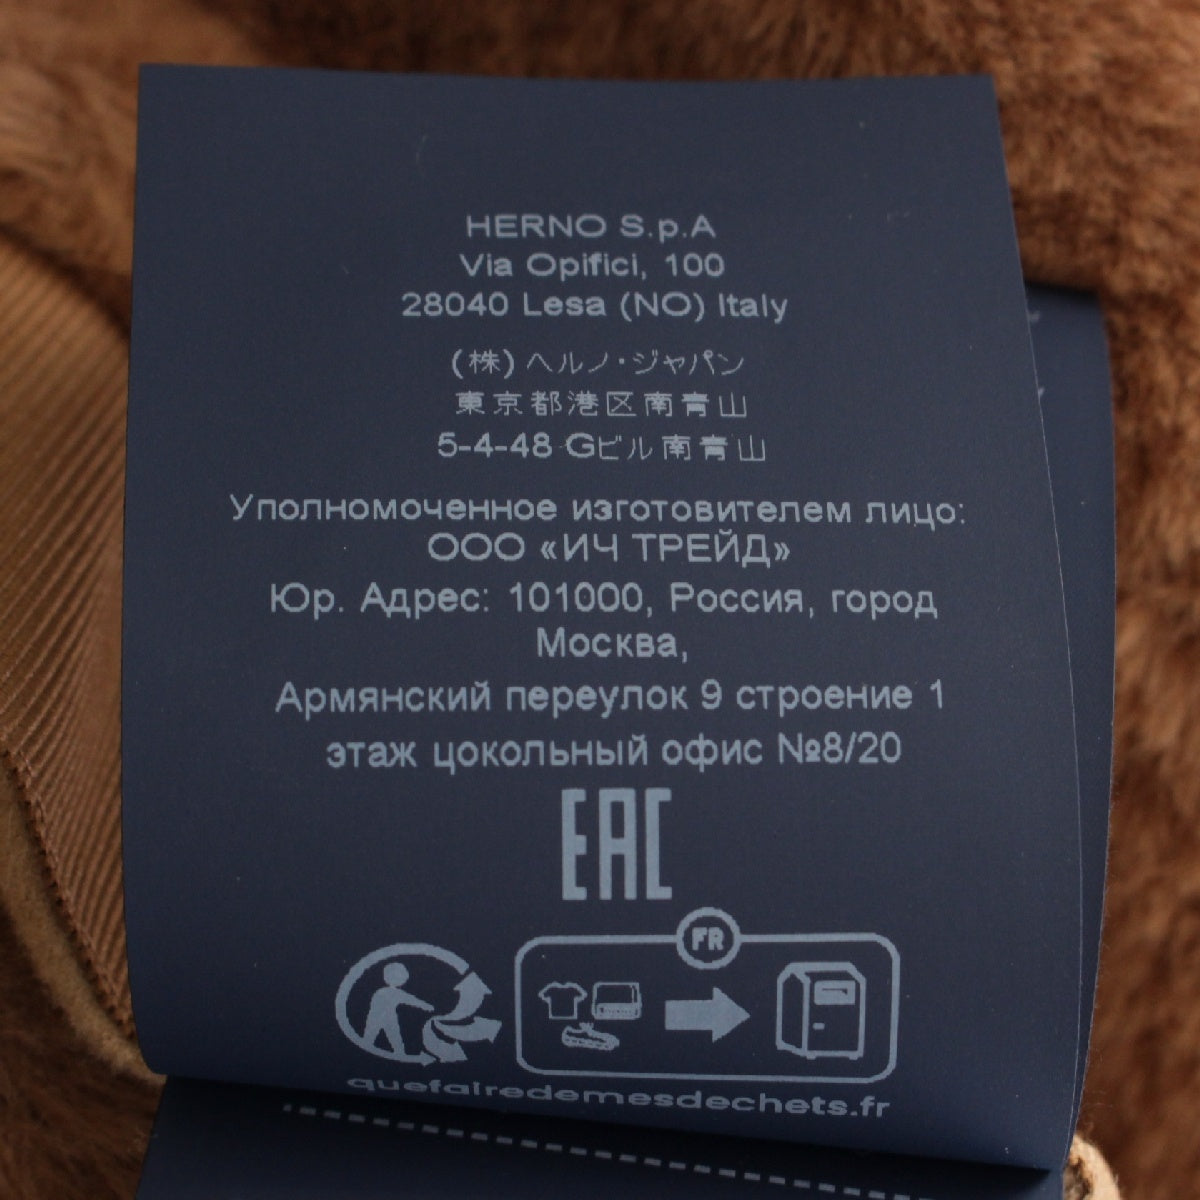 HERNO S.p.A
Via Opifici, 100
28040 Lesa (NO) Italy
(株) ヘルノ・ジャパン
東京都港区南青山
5-4-48 Gビル南青山
Уполномоченное изготовителем лицо:
ООО «ИЧ ТРЕЙД»
Юр. Адрес: 101000, Россия, город
Москва,
Армянский переулок 9 строение 1
этаж цокольный офис №8/20
EAC
FR
quefairedemesdechets.fr